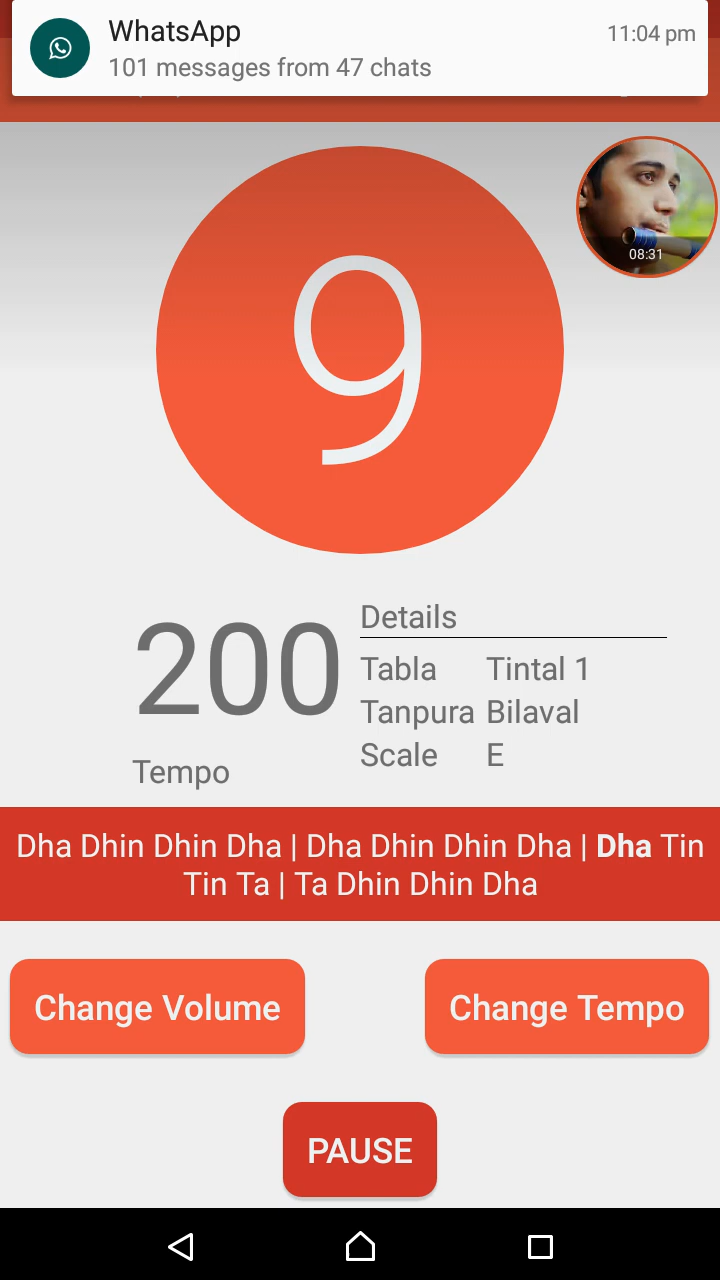 WhatsApp 11:04 pm
101 messages from 47 chats
08:31
9
200
Tempo
Details
Tabla Tintal 1
Tanpura Bilaval
Scale E
Dha Dhin Dhin Dha | Dha Dhin Dhin Dha | Dha Tin
Tin Ta | Ta Dhin Dhin Dha
Change Volume
Change Tempo
PAUSE